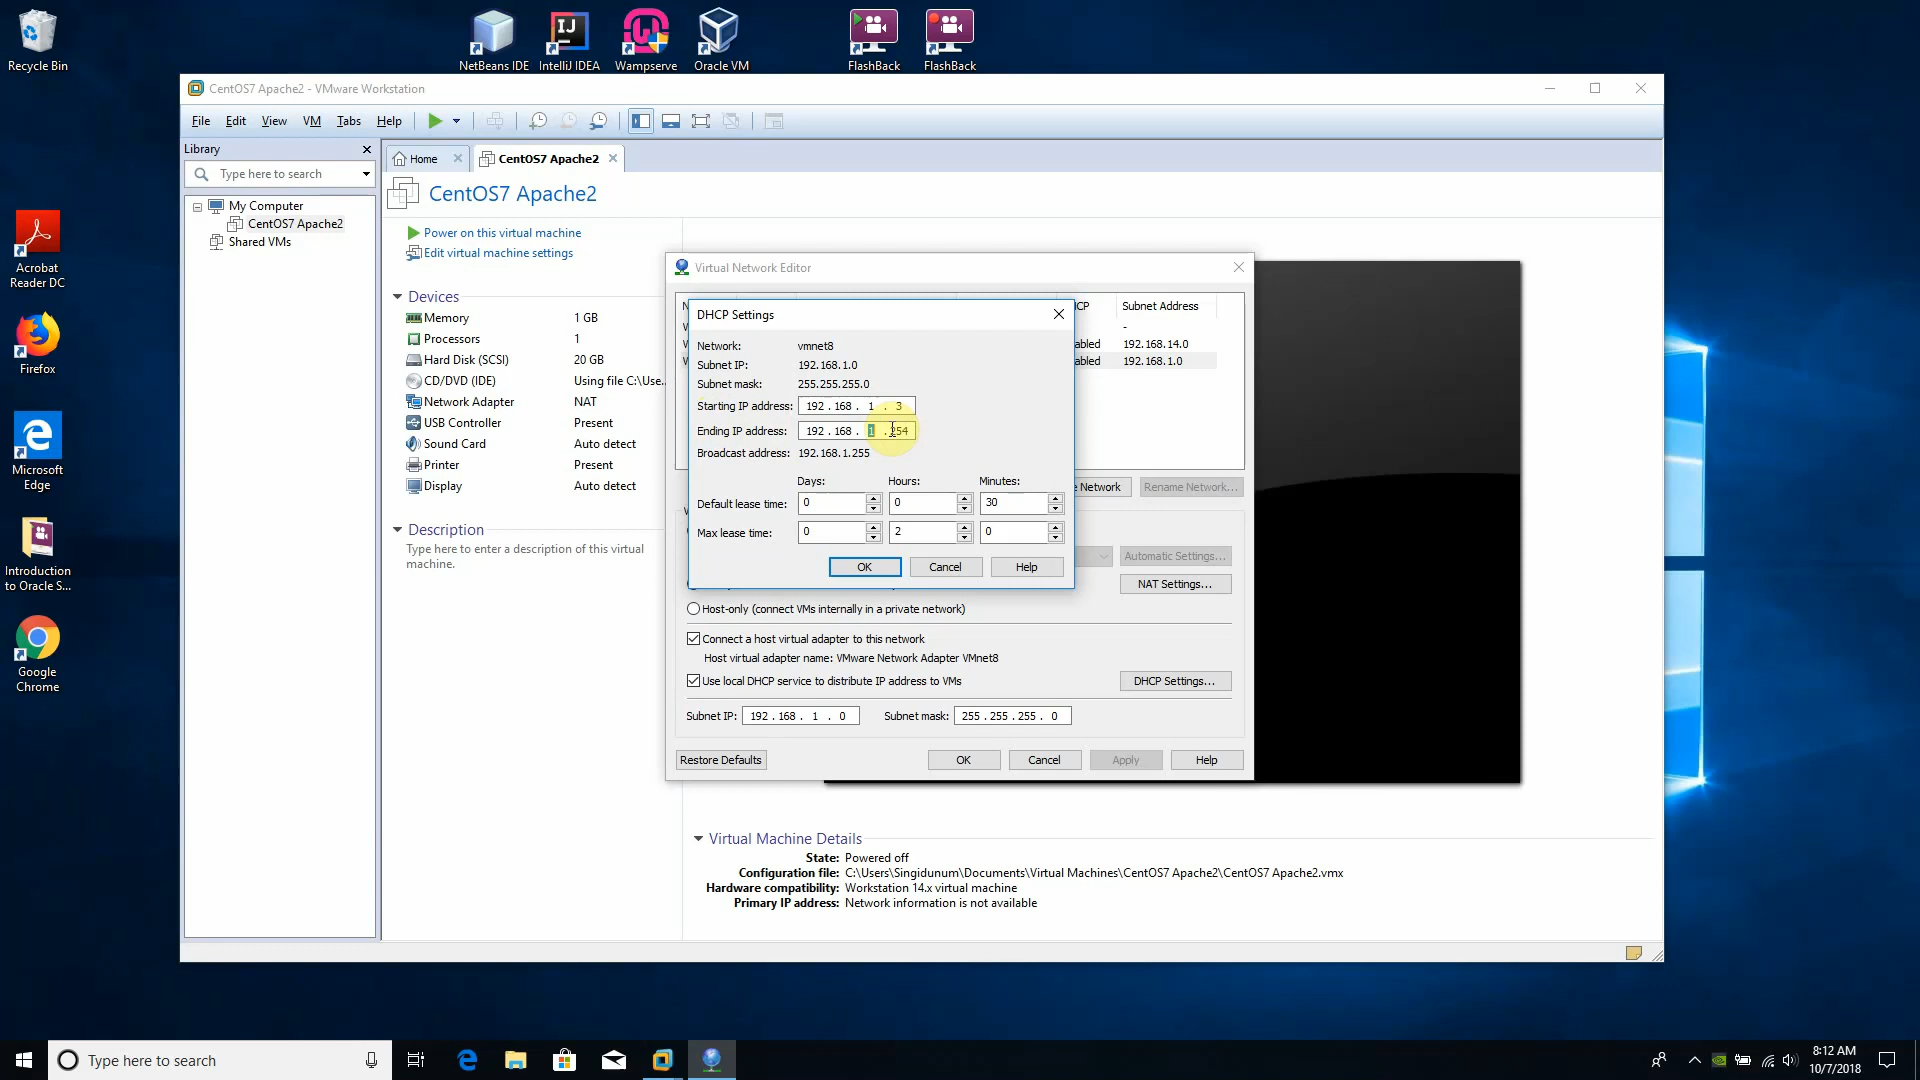 Recycle Bin
NetBeans IDE
IntelliJ IDEA
Wampserve
Oracle VM
FlashBack
FlashBack
Acrobat
Reader DC
Firefox
Microsoft
Edge
Introduction
to Oracle S...
Google
Chrome
CentOS7 Apache2 - VMware Workstation
File Edit View VM Tabs Help
Library
Type here to search
My Computer
CentOS7 Apache2
Shared VMs
Home
CentOS7 Apache2
CentOS7 Apache2
Power on this virtual machine
Edit virtual machine settings
Devices
Memory 1 GB
Processors 1
Hard Disk (SCSI) 20 GB
CD/DVD (IDE) Using file C:\Use...
Network Adapter NAT
USB Controller Present
Sound Card Auto detect
Printer Present
Display Auto detect
Description
Type here to enter a description of this virtual
machine.
Virtual Network Editor
Subnet Address
-
192.168.14.0
192.168.1.0
DHCP Settings
Network: vmnet8
Subnet IP: 192.168.1.0
Subnet mask: 255.255.255.0
Starting IP address: 192 . 168 . 1 . 3
Ending IP address: 192 . 168 . 1 . 254
Broadcast address: 192.168.1.255
Days: Hours: Minutes:
Default lease time: 0 0 30
Max lease time: 0 2 0
OK Cancel Help
Network
Rename Network...
Automatic Settings...
NAT Settings...
Host-only (connect VMs internally in a private network)
Connect a host virtual adapter to this network
Host virtual adapter name: VMware Network Adapter VMnet8
Use local DHCP service to distribute IP address to VMs
DHCP Settings...
Subnet IP: 192 . 168 . 1 . 0 Subnet mask: 255 . 255 . 255 . 0
Restore Defaults OK Cancel Apply Help
Virtual Machine Details
State: Powered off
Configuration file: C:\Users\Singidunum\Documents\Virtual Machines\CentOS7 Apache2\CentOS7 Apache2.vmx
Hardware compatibility: Workstation 14.x virtual machine
Primary IP address: Network information is not available
Type here to search
8:12 AM
10/7/2018